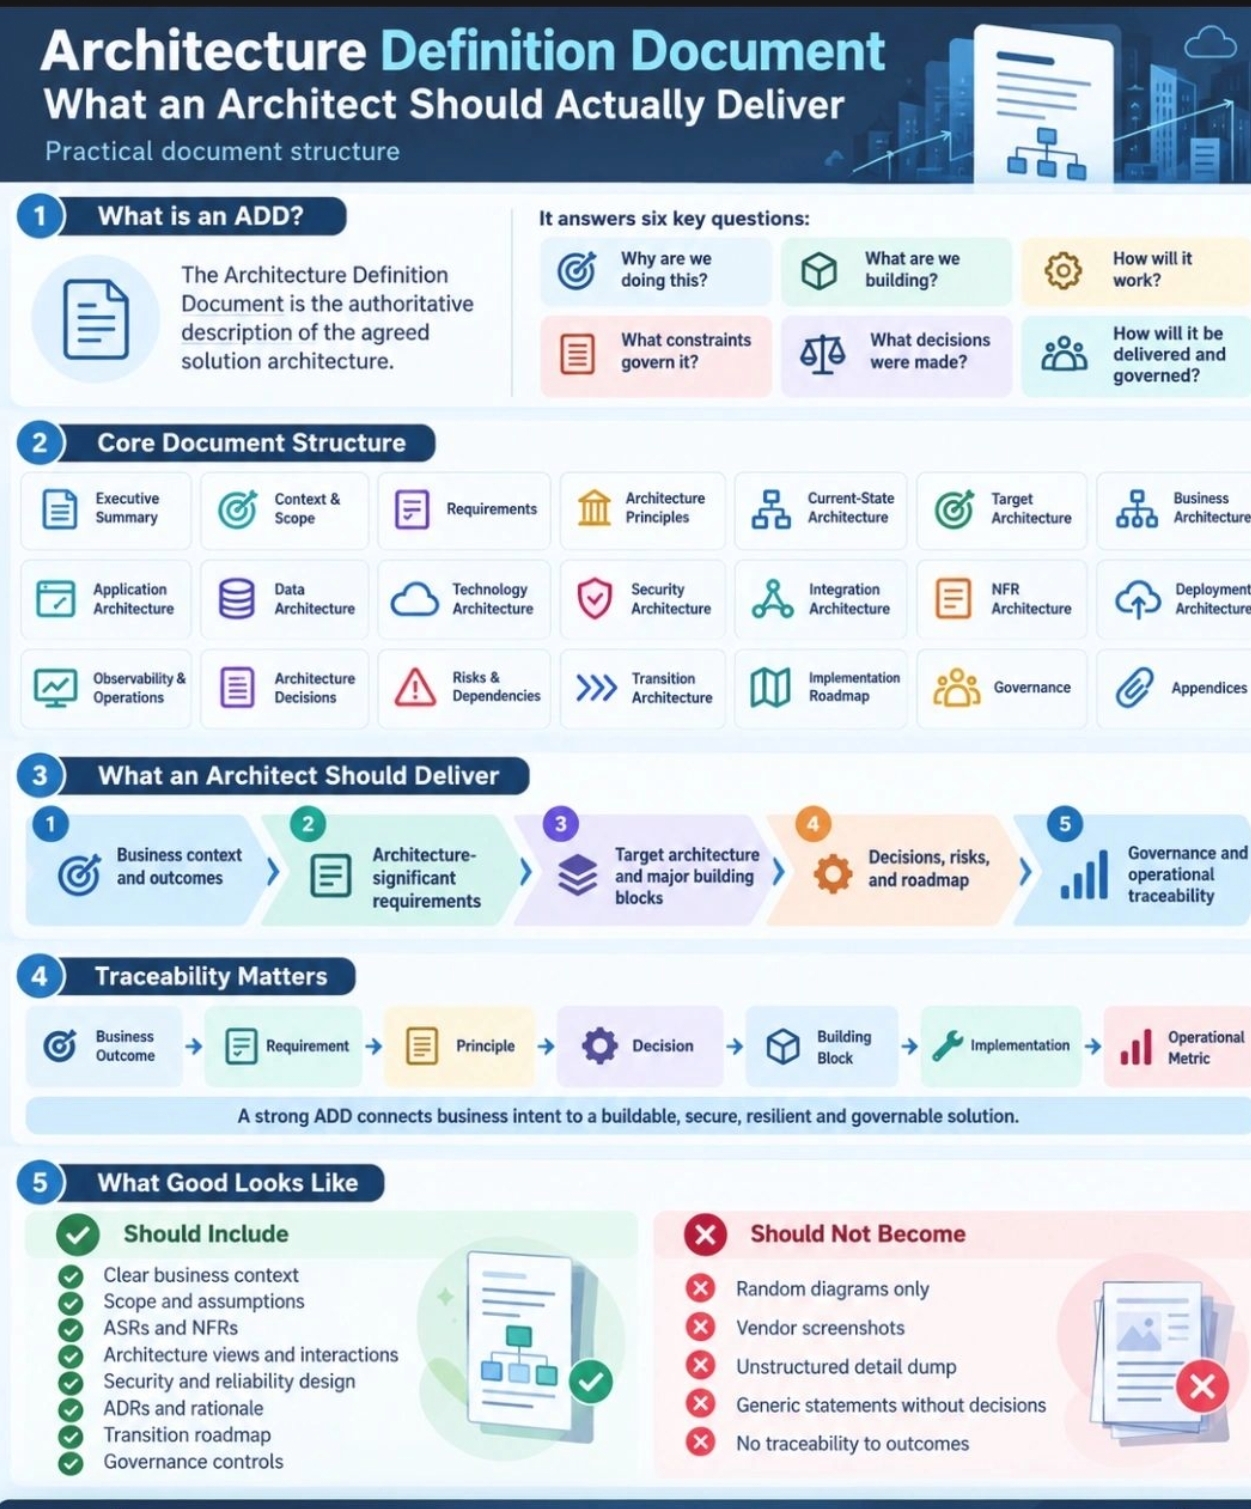 Architecture Definition Document
What an Architect Should Actually Deliver
Practical document structure
1
What is an ADD?
The Architecture Definition
Document is the authoritative
description of the agreed
solution architecture.
It answers six key questions:
Why are we
doing this?
What are we
building?
How will it
work?
What constraints
govern it?
What decisions
were made?
How will it be
delivered and
governed?
2
Core Document Structure
Executive
Summary
Context &
Scope
Requirements
Architecture
Principles
Current-State
Architecture
Target
Architecture
Business
Architecture
Application
Architecture
Data
Architecture
Technology
Architecture
Security
Architecture
Integration
Architecture
NFR
Architecture
Deployment
Architecture
Observability &
Operations
Architecture
Decisions
Risks &
Dependencies
Transition
Architecture
Implementation
Roadmap
Governance
Appendices
3
What an Architect Should Deliver
1
Business context
and outcomes
2
Architecture-
significant
requirements
3
Target architecture
and major building
blocks
4
Decisions, risks,
and roadmap
5
Governance and
operational
traceability
4
Traceability Matters
Business
Outcome
Requirement
Principle
Decision
Building
Block
Implementation
Operational
Metric
A strong ADD connects business intent to a buildable, secure, resilient and governable solution.
5
What Good Looks Like
Should Include
Clear business context
Scope and assumptions
ASRs and NFRs
Architecture views and interactions
Security and reliability design
ADRs and rationale
Transition roadmap
Governance controls
Should Not Become
Random diagrams only
Vendor screenshots
Unstructured detail dump
Generic statements without decisions
No traceability to outcomes